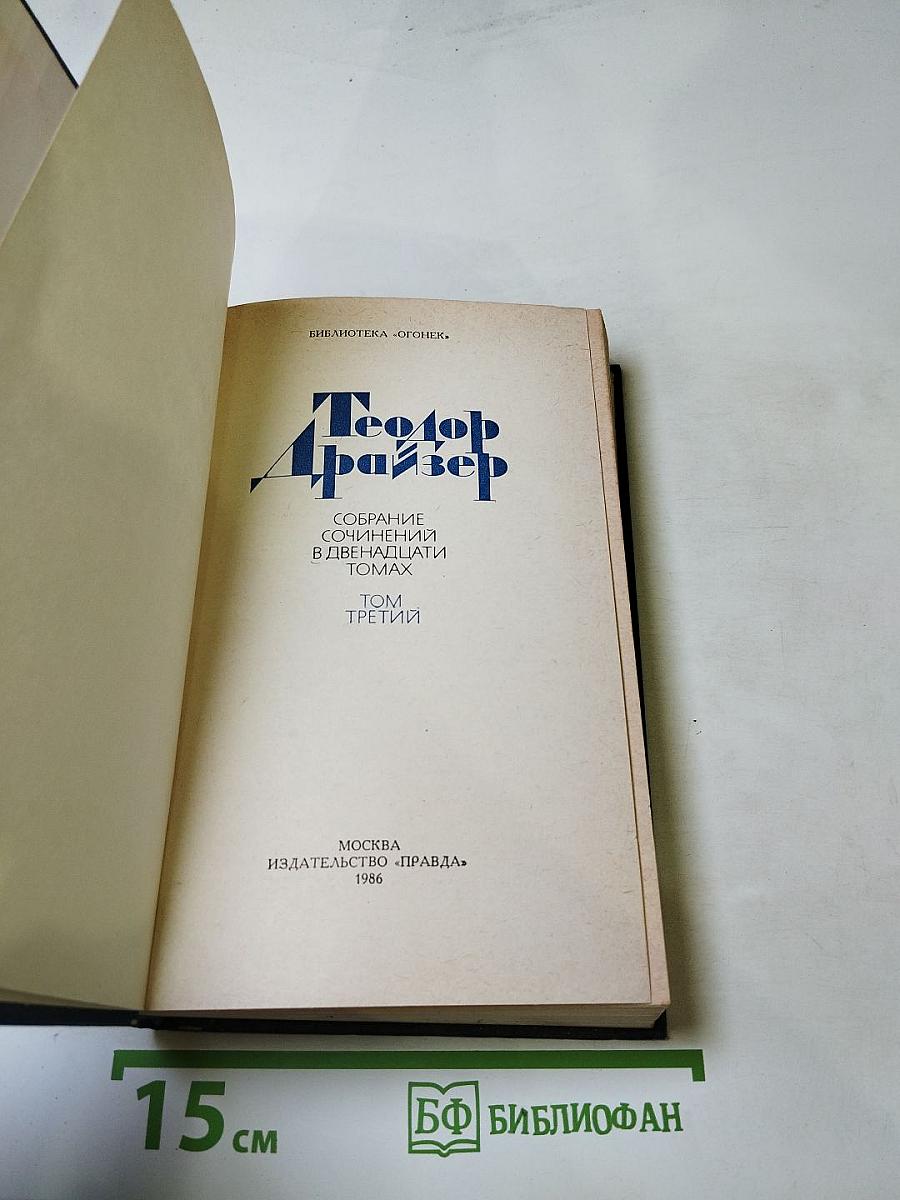 БИБЛИОТЕКА «ОГОНЕК»
Теодор
Драйзер
СОБРАНИЕ
СОЧИНЕНИЙ
В ДВЕНАДЦАТИ
ТОМАХ
ТОМ
ТРЕТИЙ
МОСКВА
ИЗДАТЕЛЬСТВО «ПРАВДА»
1986
15 см
БФ БИБЛИОФАН